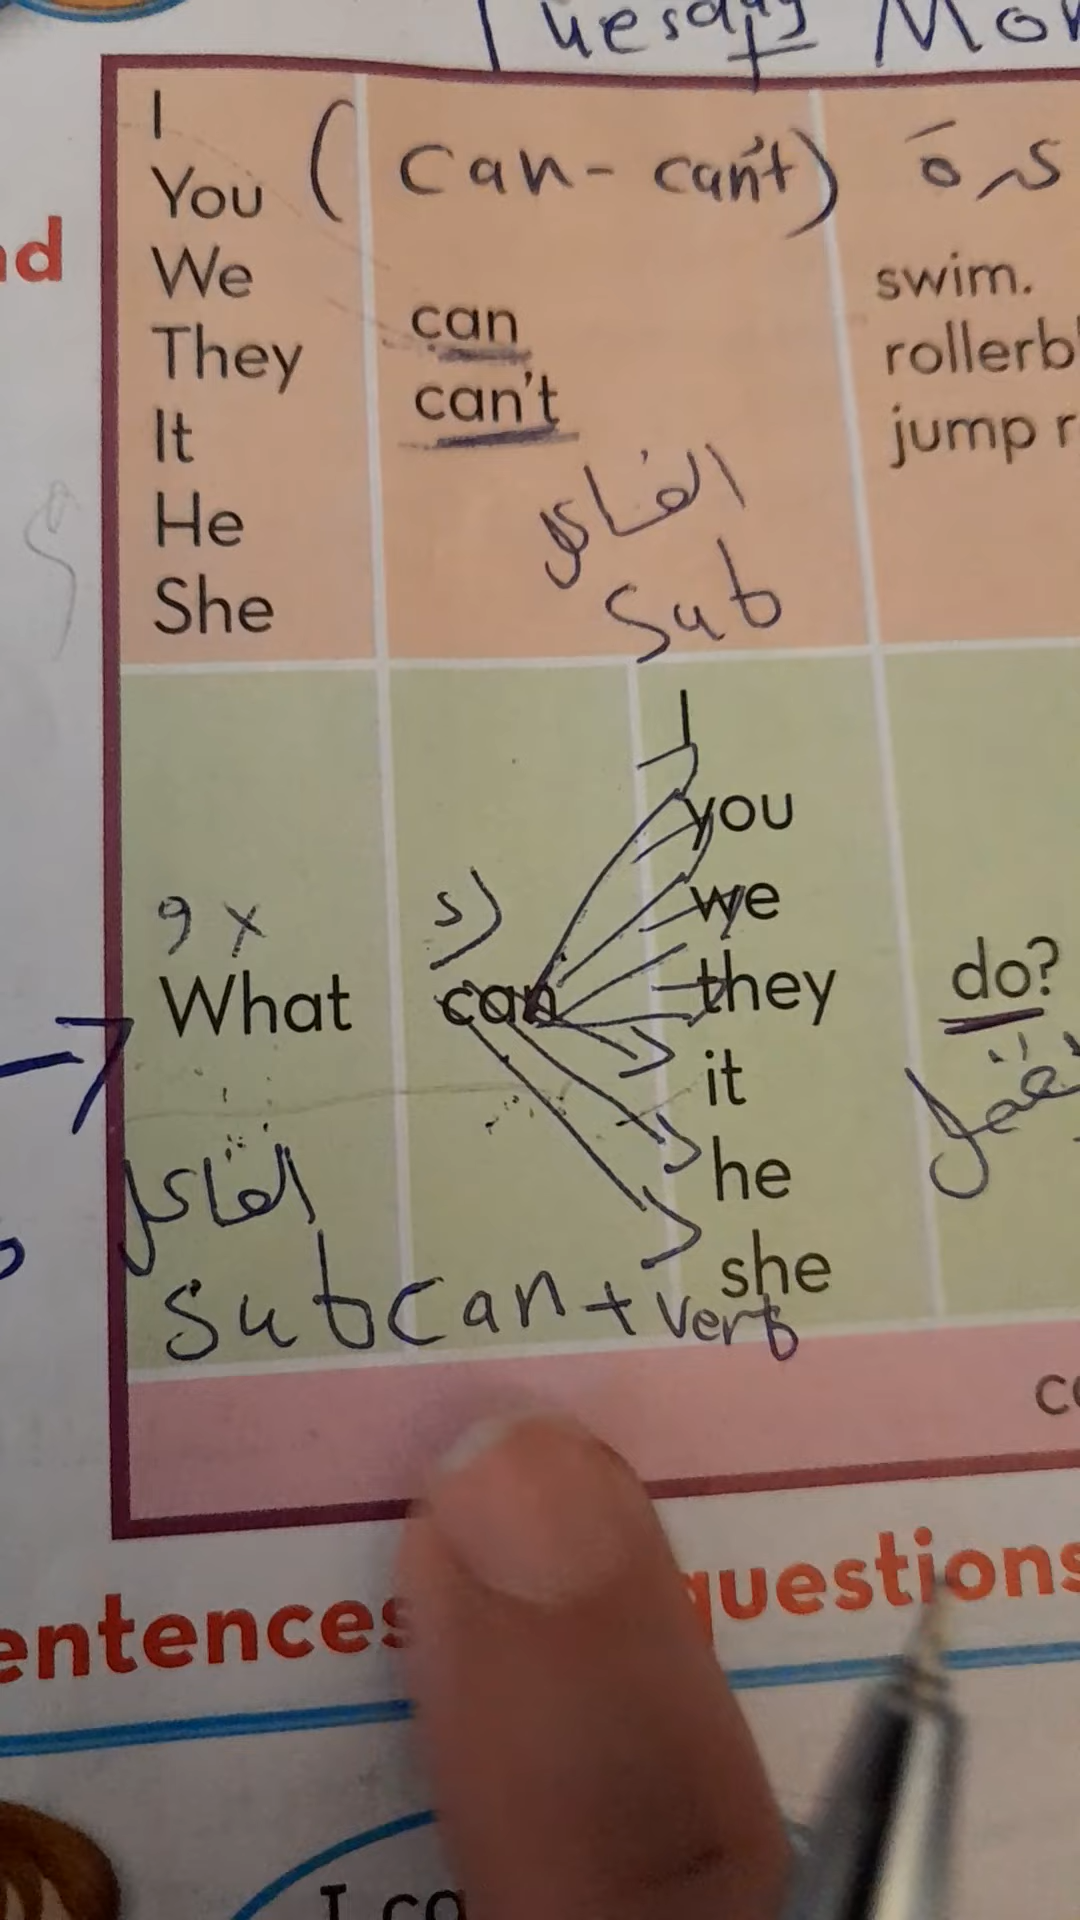 Tuesday Mon
I
You ( can - can't) كرة
We swim.
They can rollerb
It can't jump r
He الفاعل
She Sub
I
you
we
What can they do?
it
he
الفاعل
she
Sub can + verb
entences questions
I ca